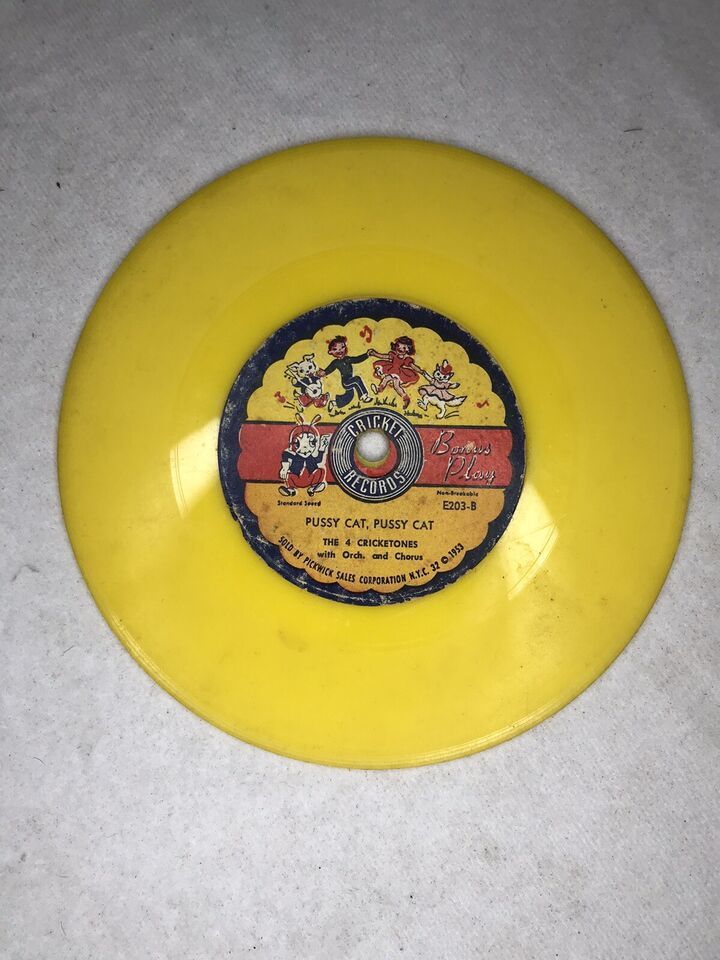 CRICKET
RECORDS
Bonus
Play
Standard Speed
Non-Breakable
E203-B
PUSSY CAT, PUSSY CAT
THE 4 CRICKETONES
with Orch. and Chorus
SOLD BY PICKWICK SALES CORPORATION N.Y.C. 32 © 1953